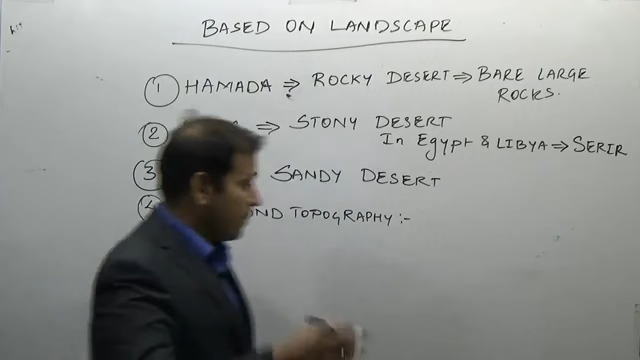 BASED ON LANDSCAPE
1 HAMADA ⇒ ROCKY DESERT ⇒ BARE LARGE
ROCKS.
2 ⇒ STONY DESERT
In Egypt & LIBYA ⇒ SERIR
3 SANDY DESERT
4 TOPOGRAPHY :-